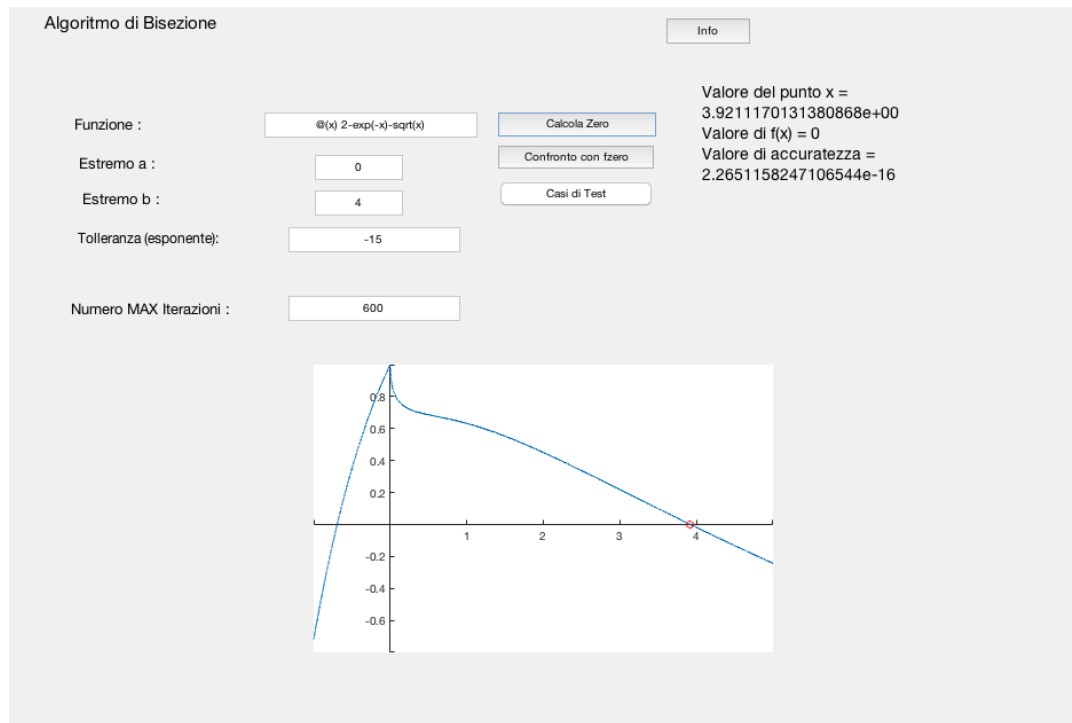 Algoritmo di Bisezione
Info
Valore del punto x =
3.9211170131380868e+00
Valore di f(x) = 0
Valore di accuratezza =
2.2651158247106544e-16
Funzione :
@(x) 2-exp(-x)-sqrt(x)
Calcola Zero
Estremo a :
0
Confronto con fzero
Estremo b :
4
Casi di Test
Tolleranza (esponente):
-15
Numero MAX Iterazioni :
600
0.8
0.6
0.4
0.2
1 2 3 4
-0.2
-0.4
-0.6